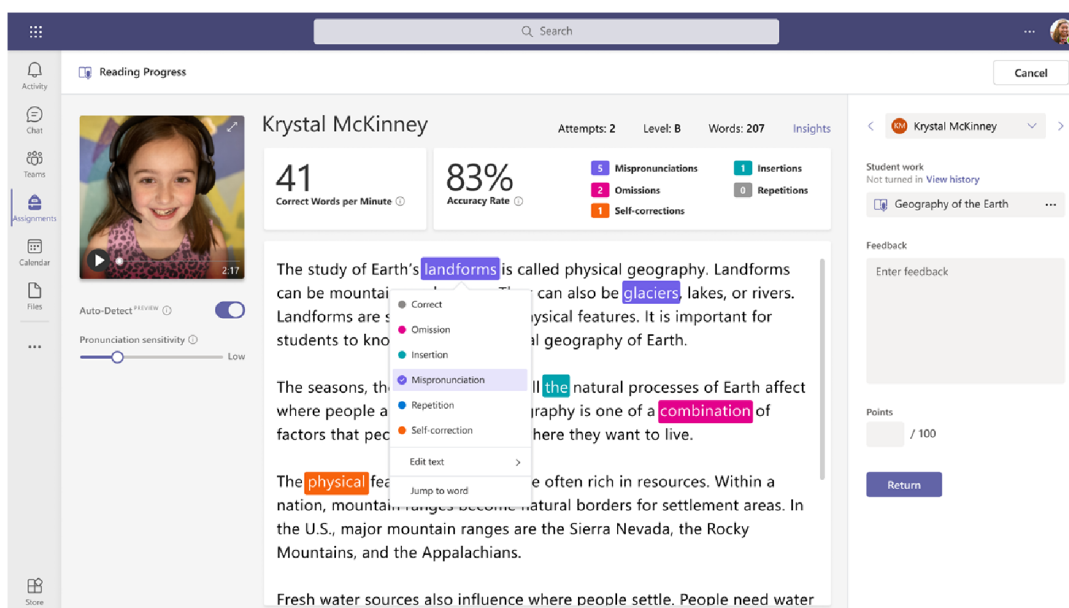 Search
...
Activity
Chat
Teams
Assignments
Calendar
Files
...
Store
Reading Progress
Cancel
2:17
Auto-Detect PREVIEW
Pronunciation sensitivity
Low
Krystal McKinney
Attempts: 2
Level: B
Words: 207
Insights
41
Correct Words per Minute
83%
Accuracy Rate
5 Mispronunciations
2 Omissions
1 Self-corrections
1 Insertions
0 Repetitions
The study of Earth's landforms is called physical geography. Landforms
can be mountai can also be glaciers, lakes, or rivers.
Landforms are s ysical features. It is important for
students to kno al geography of Earth.
The seasons, the ll the natural processes of Earth affect
where people a graphy is one of a combination of
factors that peo here they want to live.
The physical fea e often rich in resources. Within a
nation, mountain ranges become natural borders for settlement areas. In
the U.S., major mountain ranges are the Sierra Nevada, the Rocky
Mountains, and the Appalachians.
Fresh water sources also influence where people settle. People need water
Correct
Omission
Insertion
Mispronunciation
Repetition
Self-correction
Edit text
Jump to word
KM Krystal McKinney
Student work
Not turned in View history
Geography of the Earth
...
Feedback
Enter feedback
Points
/ 100
Return